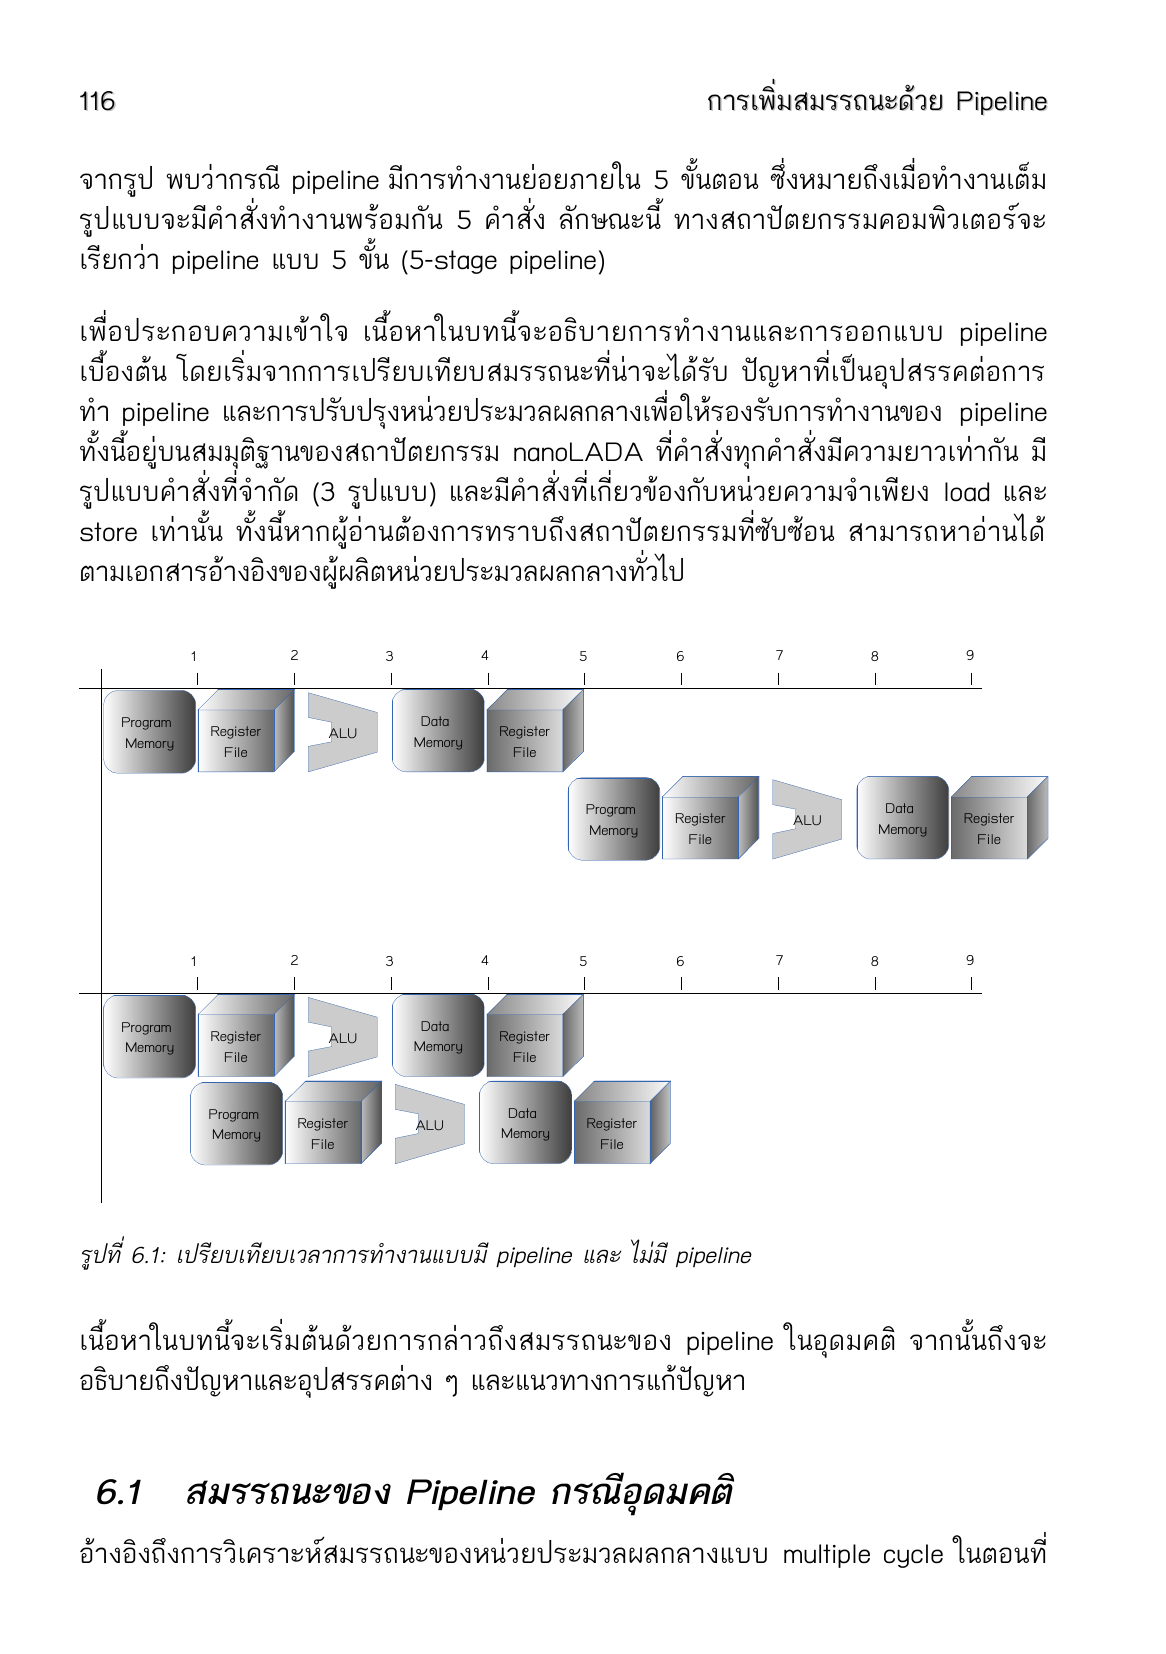 116 การเพิ่มสมรรถนะด้วย Pipeline
จากรูป พบว่ากรณี pipeline มีการทำงานย่อยภายใน 5 ขั้นตอน ซึ่งหมายถึงเมื่อทำงานเต็ม
รูปแบบจะมีคำสั่งทำงานพร้อมกัน 5 คำสั่ง ลักษณะนี้ ทางสถาปัตยกรรมคอมพิวเตอร์จะ
เรียกว่า pipeline แบบ 5 ขั้น (5-stage pipeline)
เพื่อประกอบความเข้าใจ เนื้อหาในบทนี้จะอธิบายการทำงานและการออกแบบ pipeline
เบื้องต้น โดยเริ่มจากการเปรียบเทียบสมรรถนะที่น่าจะได้รับ ปัญหาที่เป็นอุปสรรคต่อการ
ทำ pipeline และการปรับปรุงหน่วยประมวลผลกลางเพื่อให้รองรับการทำงานของ pipeline
ทั้งนี้อยู่บนสมมุติฐานของสถาปัตยกรรม nanoLADA ที่คำสั่งทุกคำสั่งมีความยาวเท่ากัน มี
รูปแบบคำสั่งที่จำกัด (3 รูปแบบ) และมีคำสั่งที่เกี่ยวข้องกับหน่วยความจำเพียง load และ
store เท่านั้น ทั้งนี้หากผู้อ่านต้องการทราบถึงสถาปัตยกรรมที่ซับซ้อน สามารถหาอ่านได้
ตามเอกสารอ้างอิงของผู้ผลิตหน่วยประมวลผลกลางทั่วไป
1 2 3 4 5 6 7 8 9
Program Register ALU Data Register
Memory File Memory File
Program Register ALU Data Register
Memory File Memory File
1 2 3 4 5 6 7 8 9
Program Register ALU Data Register
Memory File Memory File
Program Register ALU Data Register
Memory File Memory File
รูปที่ 6.1: เปรียบเทียบเวลาการทำงานแบบมี pipeline และ ไม่มี pipeline
เนื้อหาในบทนี้จะเริ่มต้นด้วยการกล่าวถึงสมรรถนะของ pipeline ในอุดมคติ จากนั้นถึงจะ
อธิบายถึงปัญหาและอุปสรรคต่าง ๆ และแนวทางการแก้ปัญหา
6.1 สมรรถนะของ Pipeline กรณีอุดมคติ
อ้างอิงถึงการวิเคราะห์สมรรถนะของหน่วยประมวลผลกลางแบบ multiple cycle ในตอนที่